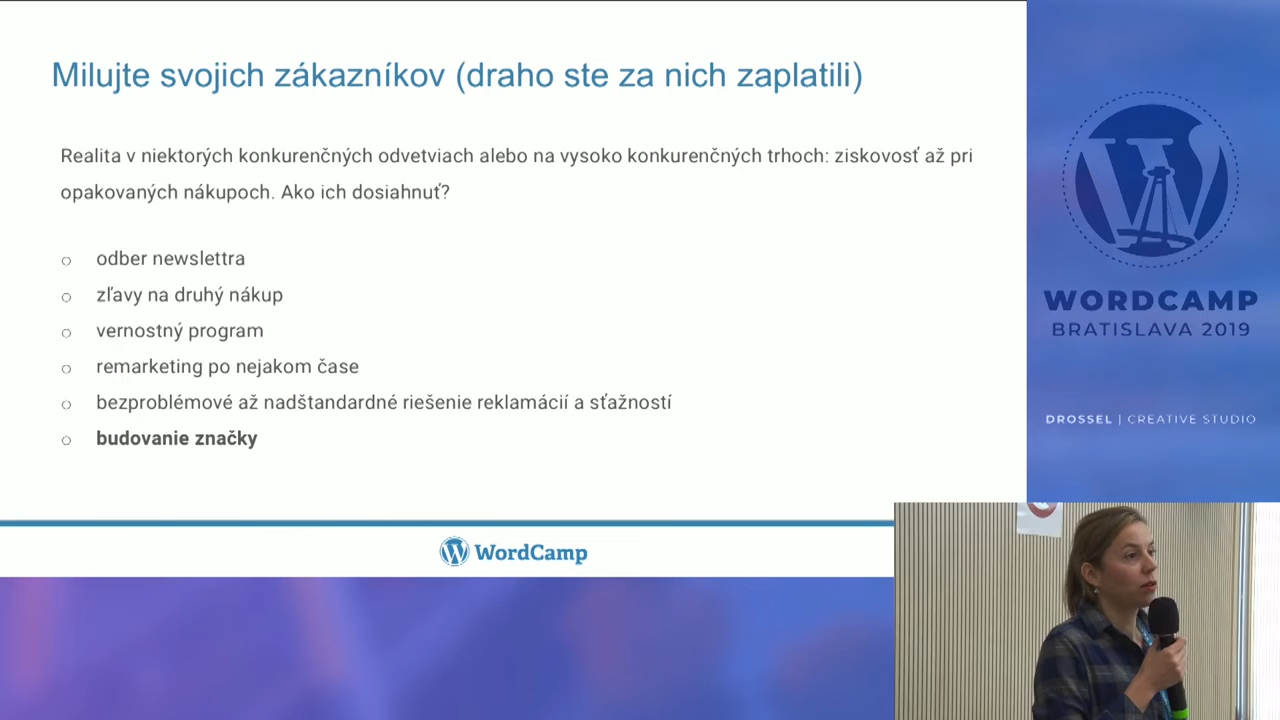 Milujte svojich zákazníkov (draho ste za nich zaplatili)
Realita v niektorých konkurenčných odvetviach alebo na vysoko konkurenčných trhoch: ziskovosť až pri
opakovaných nákupoch. Ako ich dosiahnuť?
odber newslettra
zľavy na druhý nákup
vernostný program
remarketing po nejakom čase
bezproblémové až nadštandardné riešenie reklamácií a sťažností
budovanie značky
WordCamp
WORDCAMP
BRATISLAVA 2019
DROSSEL | CREATIVE STUDIO